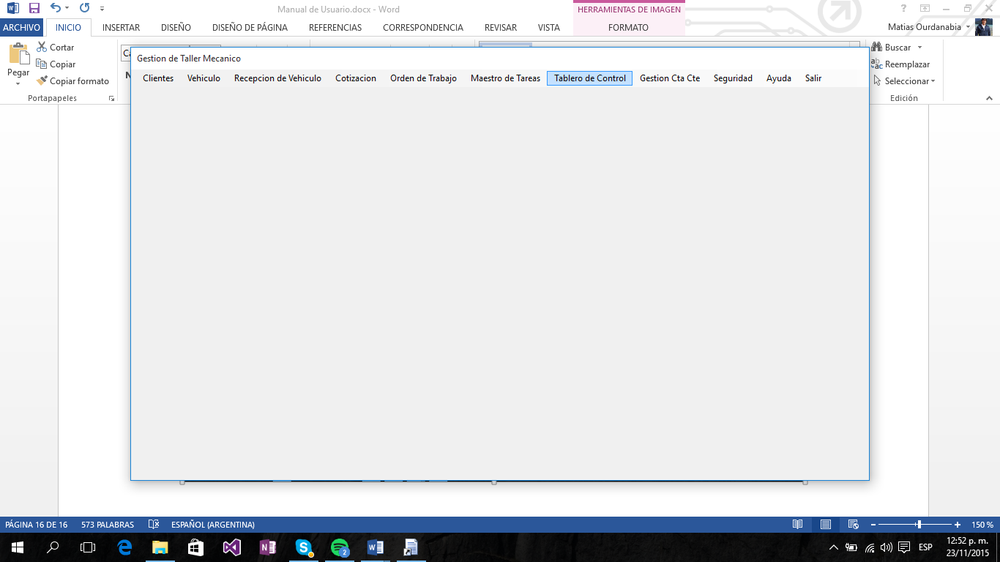 Manual de Usuario.docx - Word
HERRAMIENTAS DE IMAGEN
ARCHIVO INICIO INSERTAR DISEÑO DISEÑO DE PÁGINA REFERENCIAS CORRESPONDENCIA REVISAR VISTA FORMATO Matias Ourdanabia
Pegar
Cortar
Copiar
Copiar formato
Portapapeles
Ca
N
Buscar
Reemplazar
Seleccionar
Edición
Gestion de Taller Mecanico
Clientes Vehiculo Recepcion de Vehiculo Cotizacion Orden de Trabajo Maestro de Tareas Tablero de Control Gestion Cta Cte Seguridad Ayuda Salir
PÁGINA 16 DE 16 573 PALABRAS ESPAÑOL (ARGENTINA) 150 %
2
ESP
12:52 p. m.
23/11/2015